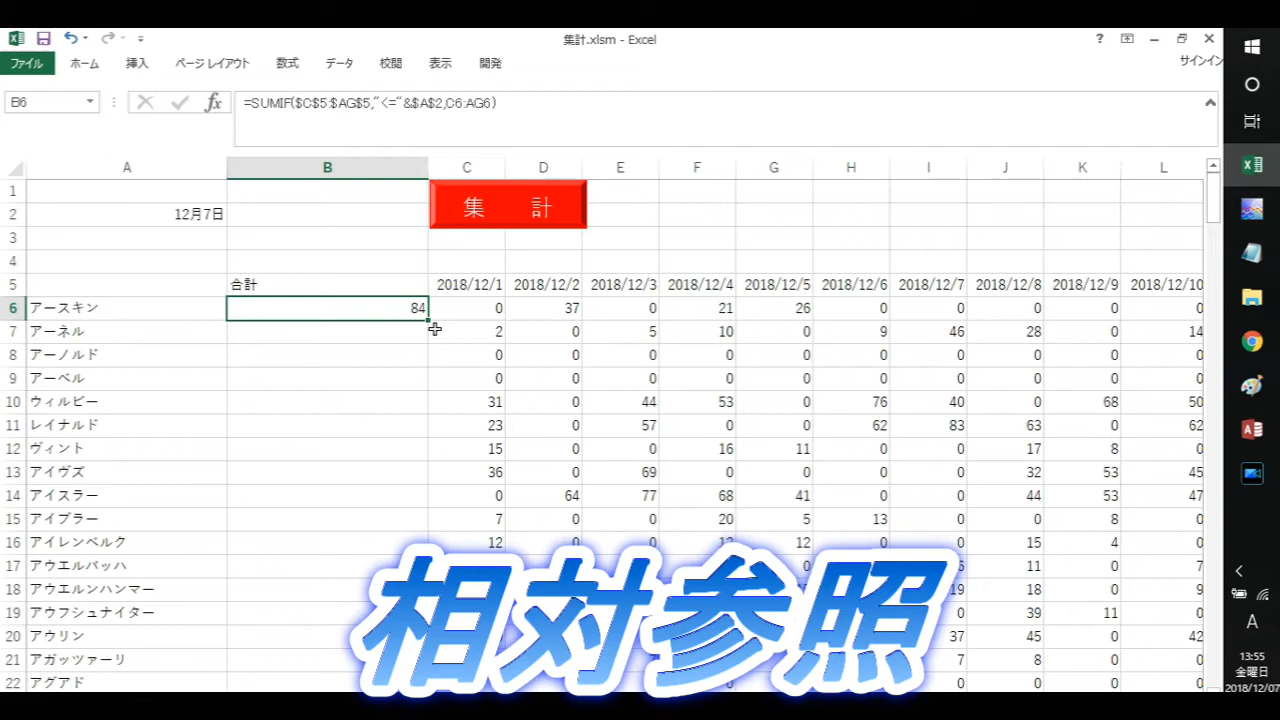 集計.xlsm - Excel
サインイン
ファイル ホーム 挿入 ページ レイアウト 数式 データ 校閲 表示 開発
B6 fx =SUMIF($C$5:$AG$5,"<="&$A$2,C6:AG6)
A B C D E F G H I J K L
1 集 計
2 12月7日
3
4
5 合計 2018/12/1 2018/12/2 2018/12/3 2018/12/4 2018/12/5 2018/12/6 2018/12/7 2018/12/8 2018/12/9 2018/12/10
6 アースキン 84 0 37 0 21 26 0 0 0 0 0
7 アーネル 2 0 5 10 0 9 46 28 0 14
8 アーノルド 0 0 0 0 0 0 0 0 0 0
9 アーベル 0 0 0 0 0 0 0 0 0 0
10 ウィルビー 31 0 44 53 0 76 40 0 68 50
11 レイナルド 23 0 57 0 0 62 83 63 0 62
12 ヴィント 15 0 0 16 11 0 0 17 8 0
13 アイヴズ 36 0 69 0 0 0 0 32 53 45
14 アイスラー 0 64 77 68 41 0 0 44 53 47
15 アイブラー 7 0 0 20 5 13 0 0 8 0
16 アイレンベルク 12 0 0 12 0 0 15 4 0
17 アウエルバッハ 11 0 7
18 アウエルンハンマー 19 18 0 9
19 アウフシュナイター 0 39 11 0
20 アウリン 37 45 0 42
21 アガッツァーリ 7 8 0 0
22 アグアド 0 0 0 0 0
相対参照
A
13:55
金曜日
2018/12/07